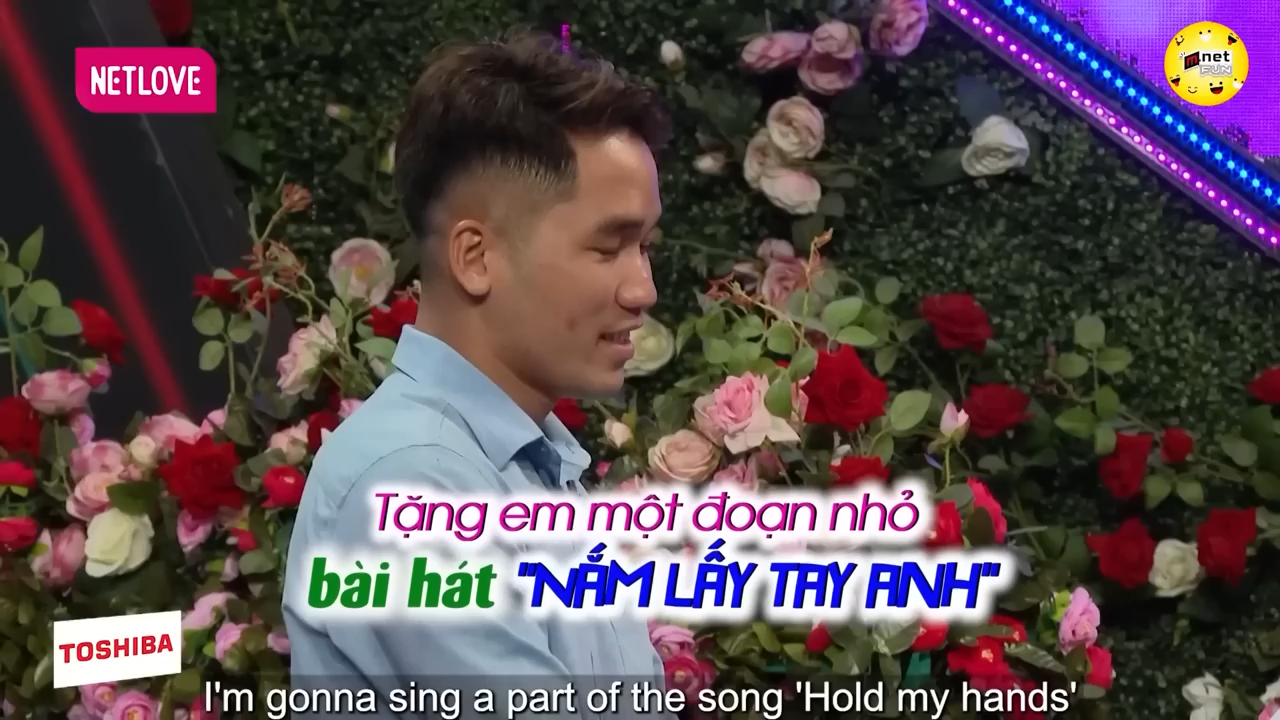 NETLOVE
m.net
FUN
Tặng em một đoạn nhỏ
bài hát "NẮM LẤY TAY ANH"
TOSHIBA
I'm gonna sing a part of the song 'Hold my hands'